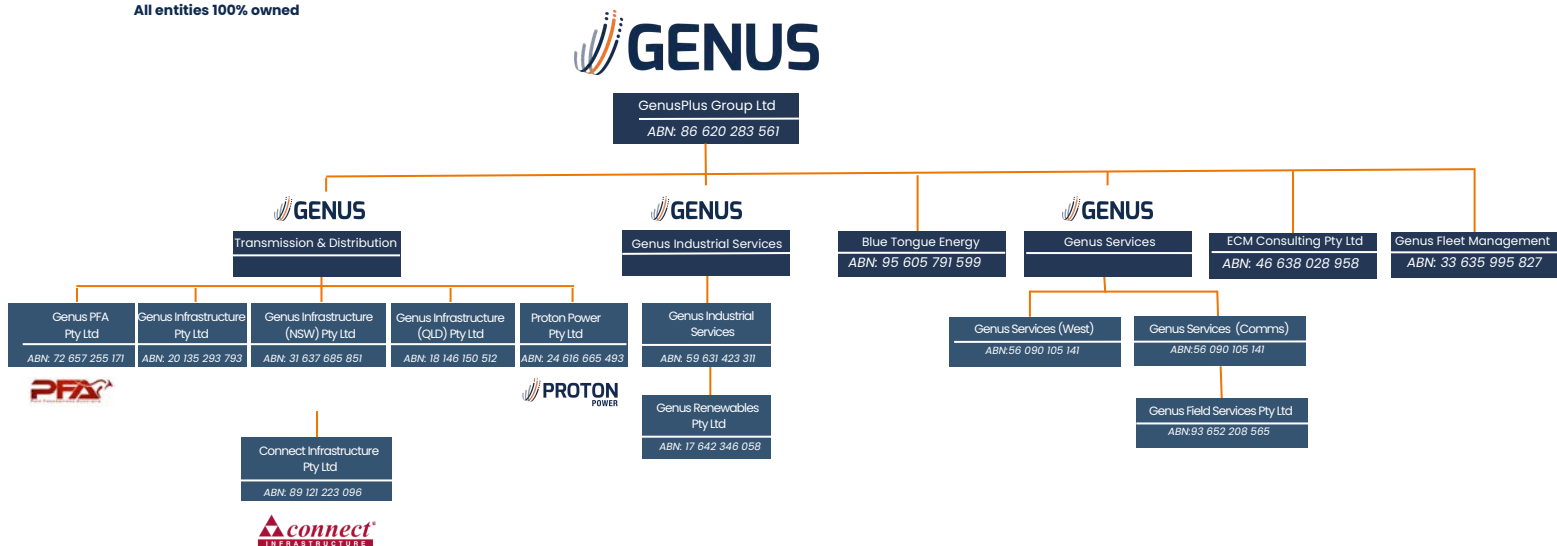 All entities 100% owned
GENUS
GenusPlus Group Ltd
ABN: 86 620 283 561
GENUS
Transmission & Distribution
GENUS
Genus Industrial Services
Blue Tongue Energy
ABN: 95 605 791 599
GENUS
Genus Services
ECM Consulting Pty Ltd
ABN: 46 638 028 958
Genus Fleet Management
ABN: 33 635 995 827
Genus PFA
Pty Ltd
ABN: 72 657 255 171
PFA
Genus Infrastructure
Pty Ltd
ABN: 20 135 293 793
Genus Infrastructure
(NSW) Pty Ltd
ABN: 31 637 685 851
Genus Infrastructure
(QLD) Pty Ltd
ABN: 18 146 150 512
Proton Power
Pty Ltd
ABN: 24 616 665 493
PROTON
POWER
Genus Industrial
Services
ABN: 59 631 423 311
Genus Renewables
Pty Ltd
ABN: 17 642 346 058
Genus Services (West)
ABN:56 090 105 141
Genus Services (Comms)
ABN:56 090 105 141
Genus Field Services Pty Ltd
ABN:93 652 208 565
Connect Infrastructure
Pty Ltd
ABN: 89 121 223 096
connect
INFRASTRUCTURE